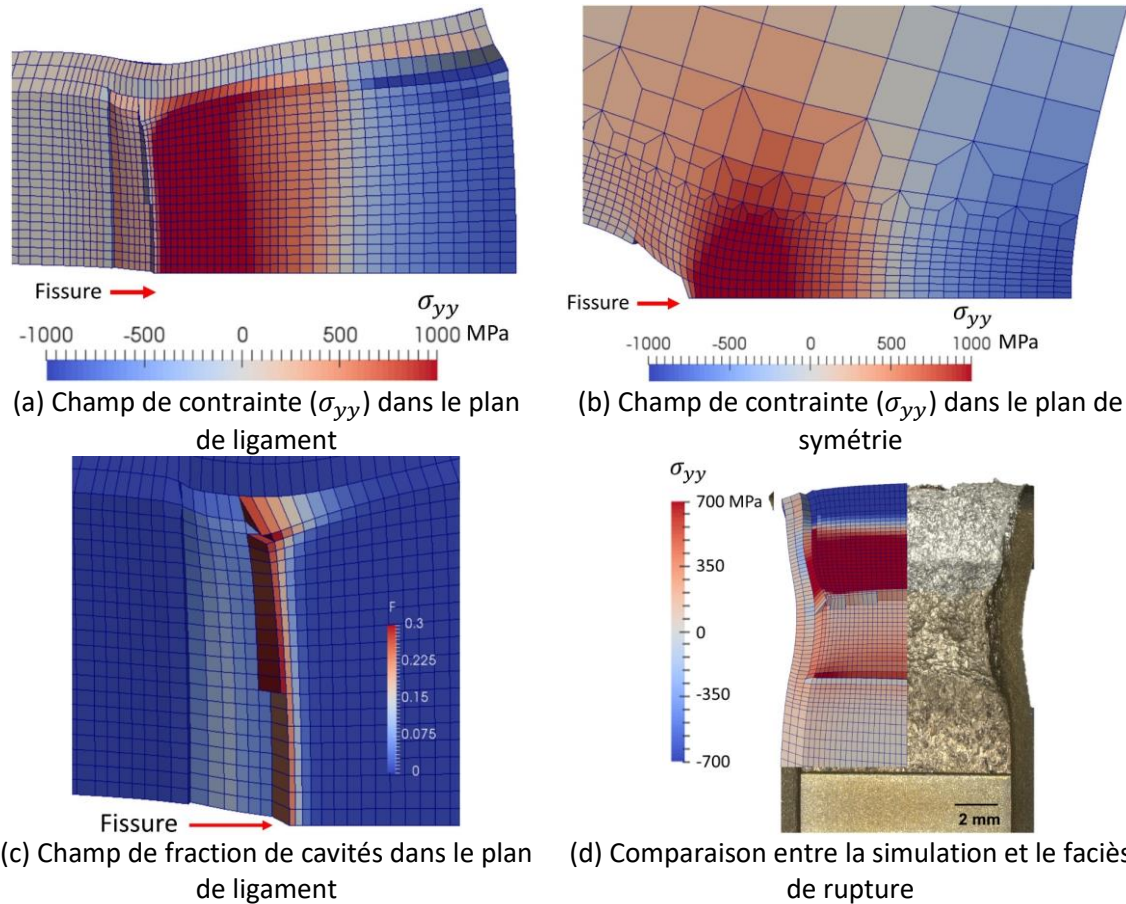 Fissure
σyy
-1000 -500 0 500 1000 MPa
(a) Champ de contrainte (σyy) dans le plan
de ligament
Fissure
σyy
-1000 -500 0 500 1000 MPa
(b) Champ de contrainte (σyy) dans le plan de
symétrie
F
0.3
0.225
0.15
0.075
0
Fissure
(c) Champ de fraction de cavités dans le plan
de ligament
σyy
700 MPa
350
0
-350
-700
2 mm
(d) Comparaison entre la simulation et le faciès
de rupture